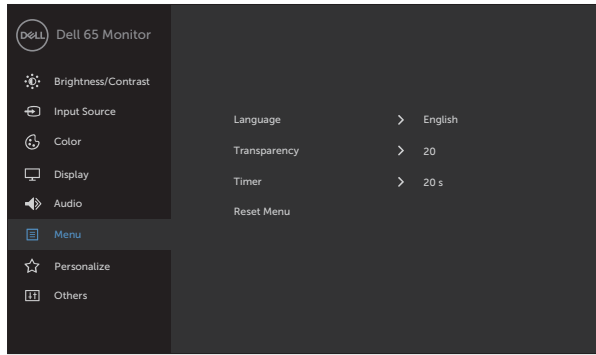 DELL Dell 65 Monitor
Brightness/Contrast
Input Source
Color
Display
Audio
Menu
Personalize
Others
Language > English
Transparency > 20
Timer > 20 s
Reset Menu